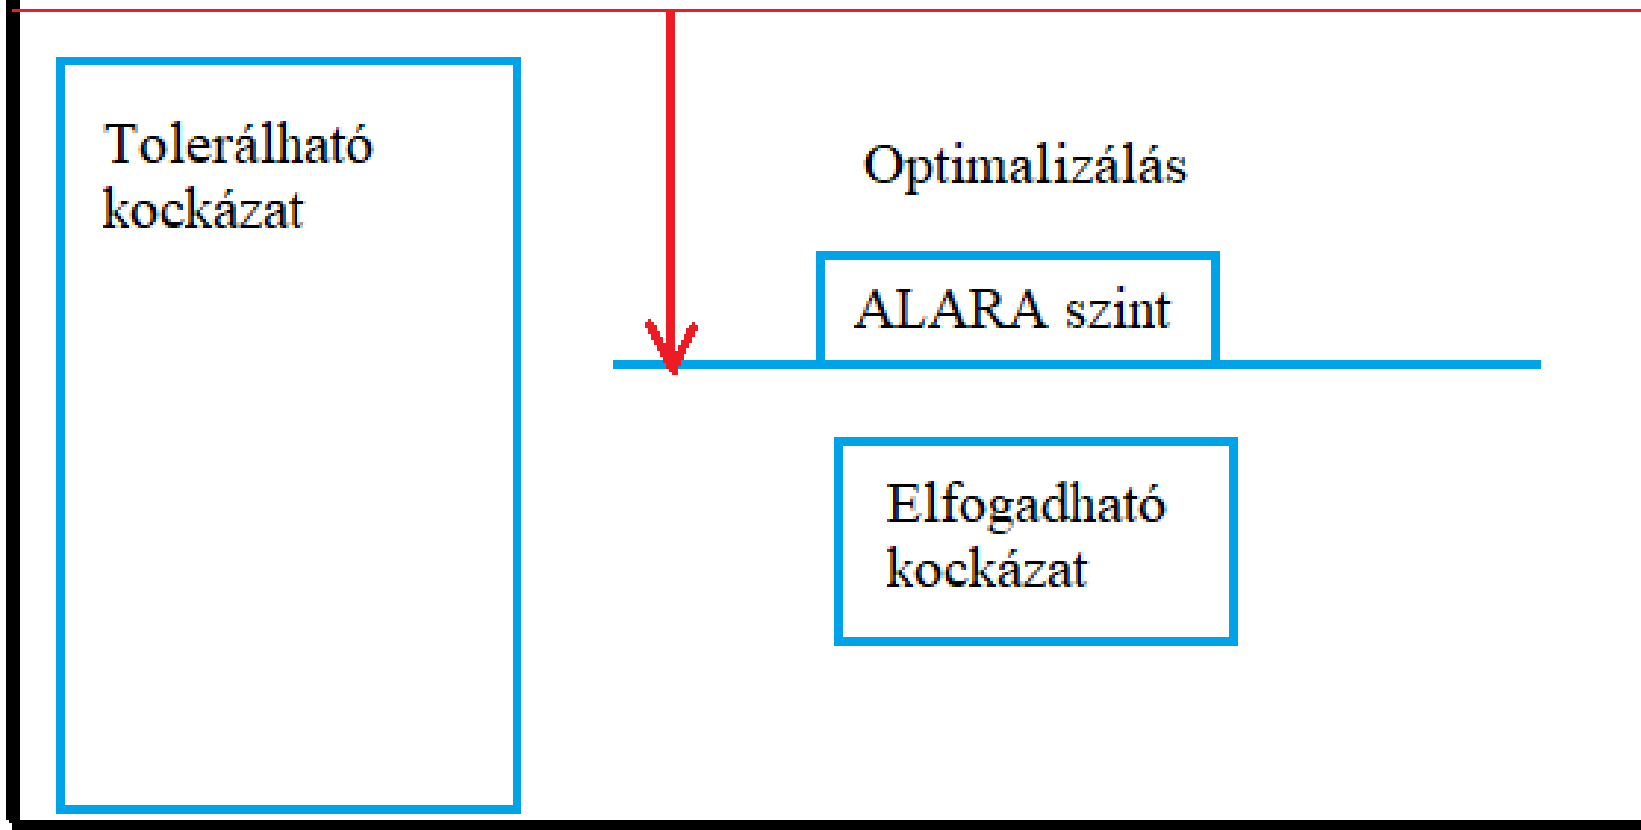 Tolerálható
kockázat
Optimalizálás
ALARA szint
Elfogadható
kockázat